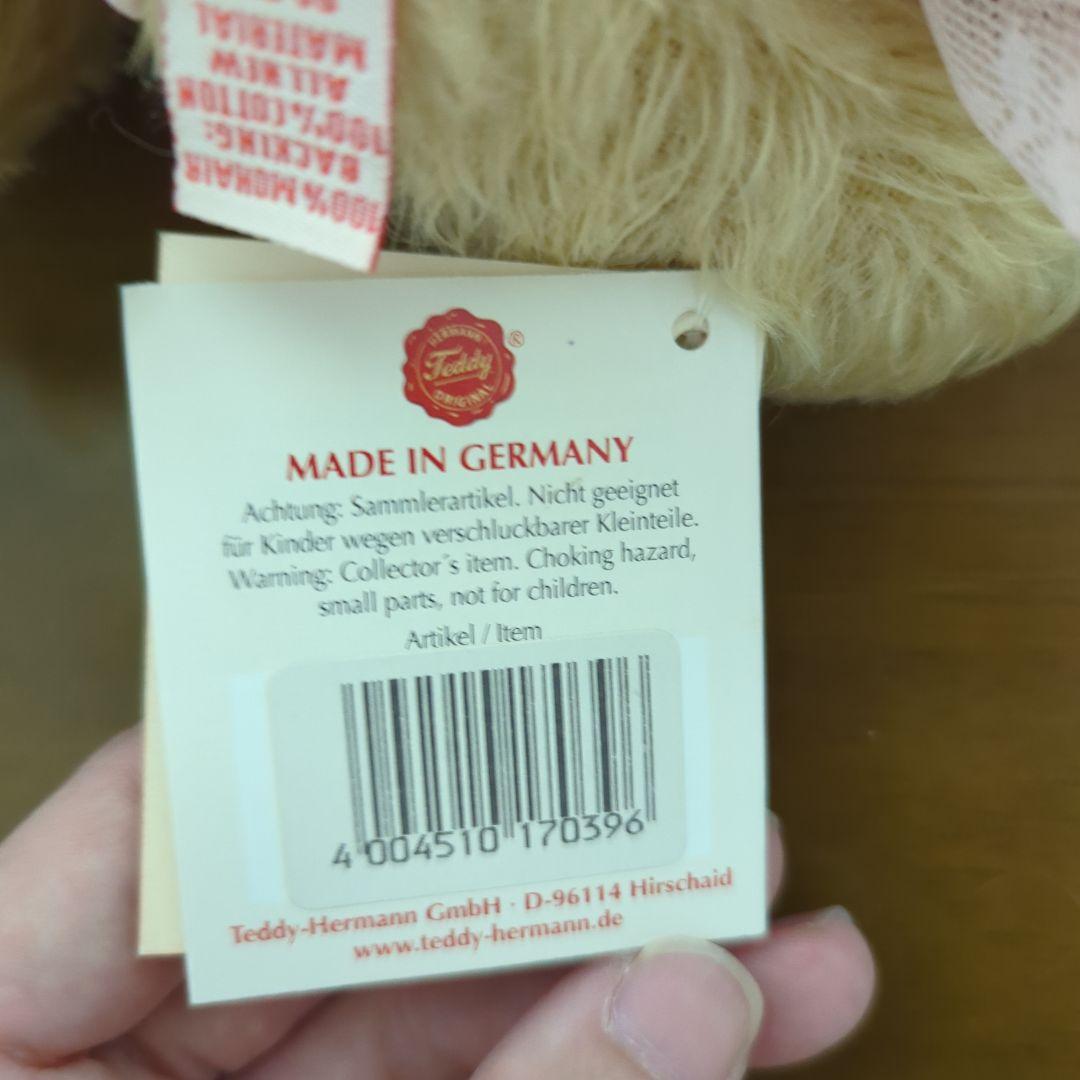 100% MOHAIR
BACKING:
100% COTTON
ALL NEW
MATERIAL
HERMANN
Teddy
ORIGINAL
®
MADE IN GERMANY
Achtung: Sammlerartikel. Nicht geeignet
für Kinder wegen verschluckbarer Kleinteile.
Warning: Collector´s item. Choking hazard,
small parts, not for children.
Artikel / Item
4 004510 170396
Teddy-Hermann GmbH · D-96114 Hirschaid
www.teddy-hermann.de